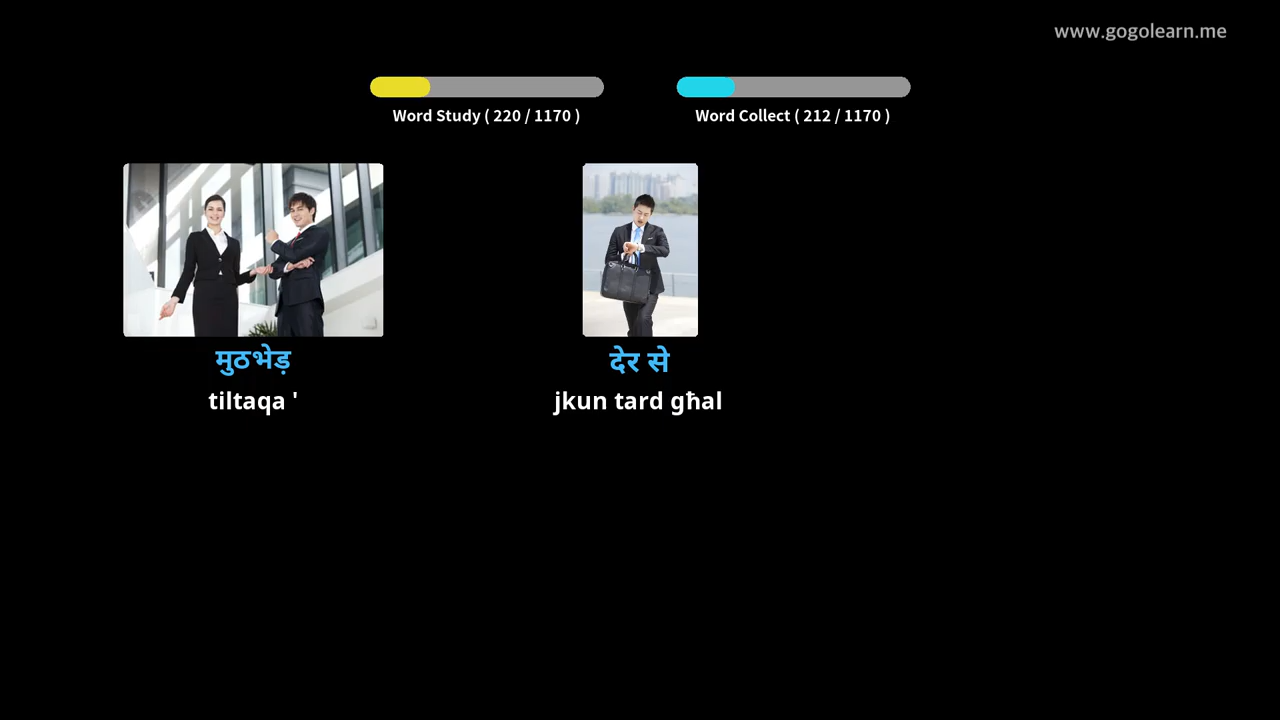 www.gogolearn.me
Word Study ( 220 / 1170 )
Word Collect ( 212 / 1170 )
मुठभेड़
देर से
tiltaqa '
jkun tard għal